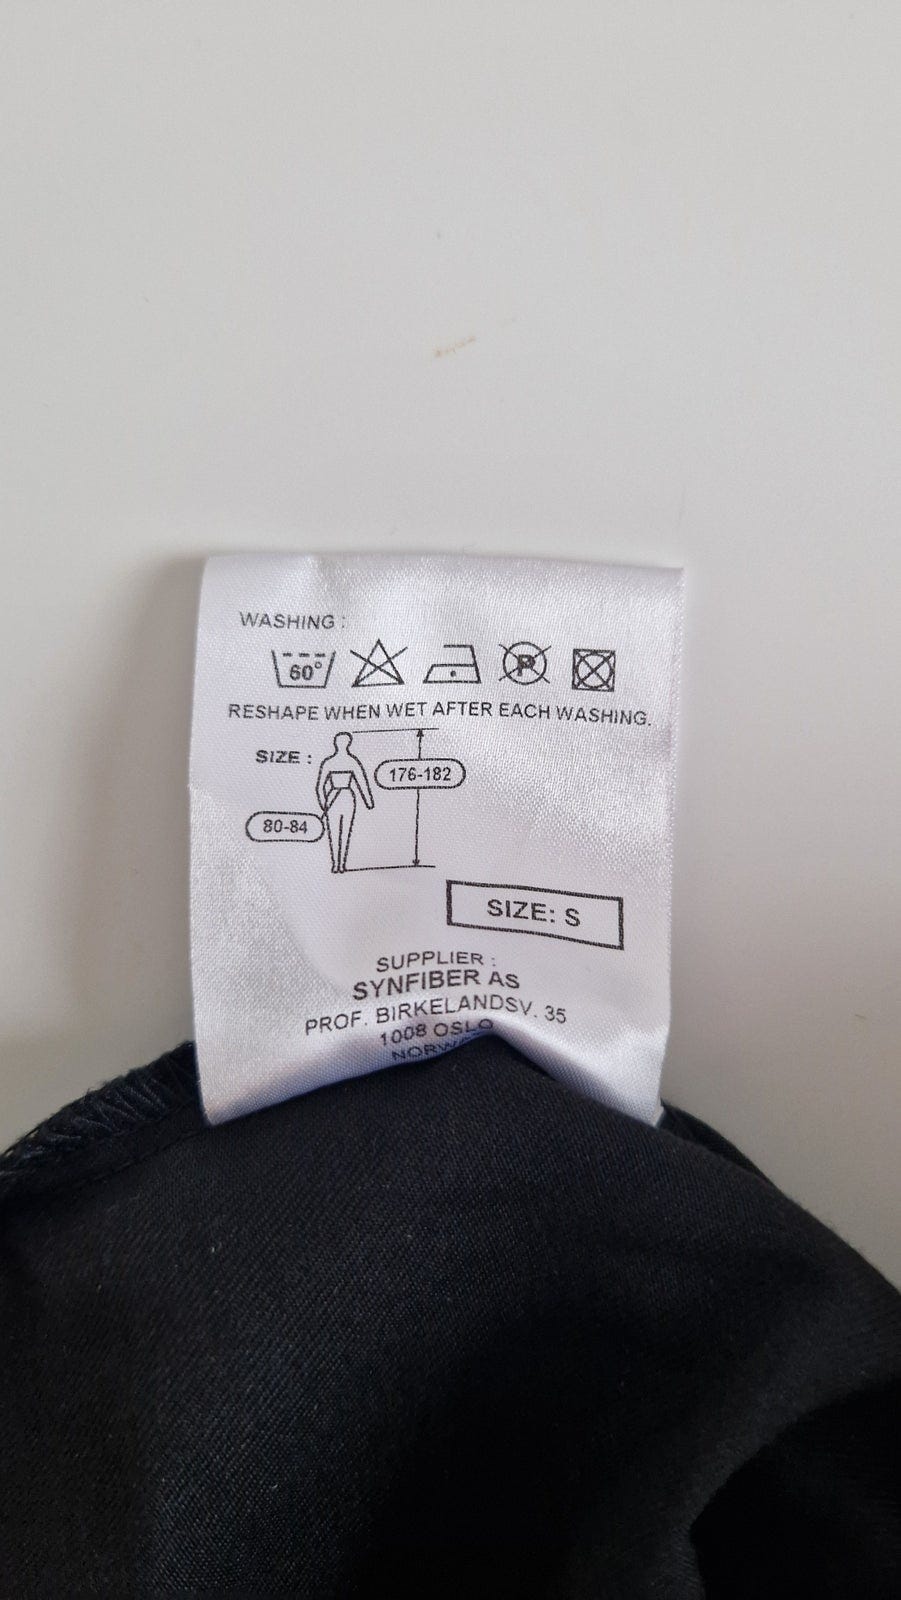 WASHING :
60°
P
RESHAPE WHEN WET AFTER EACH WASHING.
SIZE :
176-182
80-84
SIZE: S
SUPPLIER :
SYNFIBER AS
PROF. BIRKELANDSV. 35
1008 OSLO